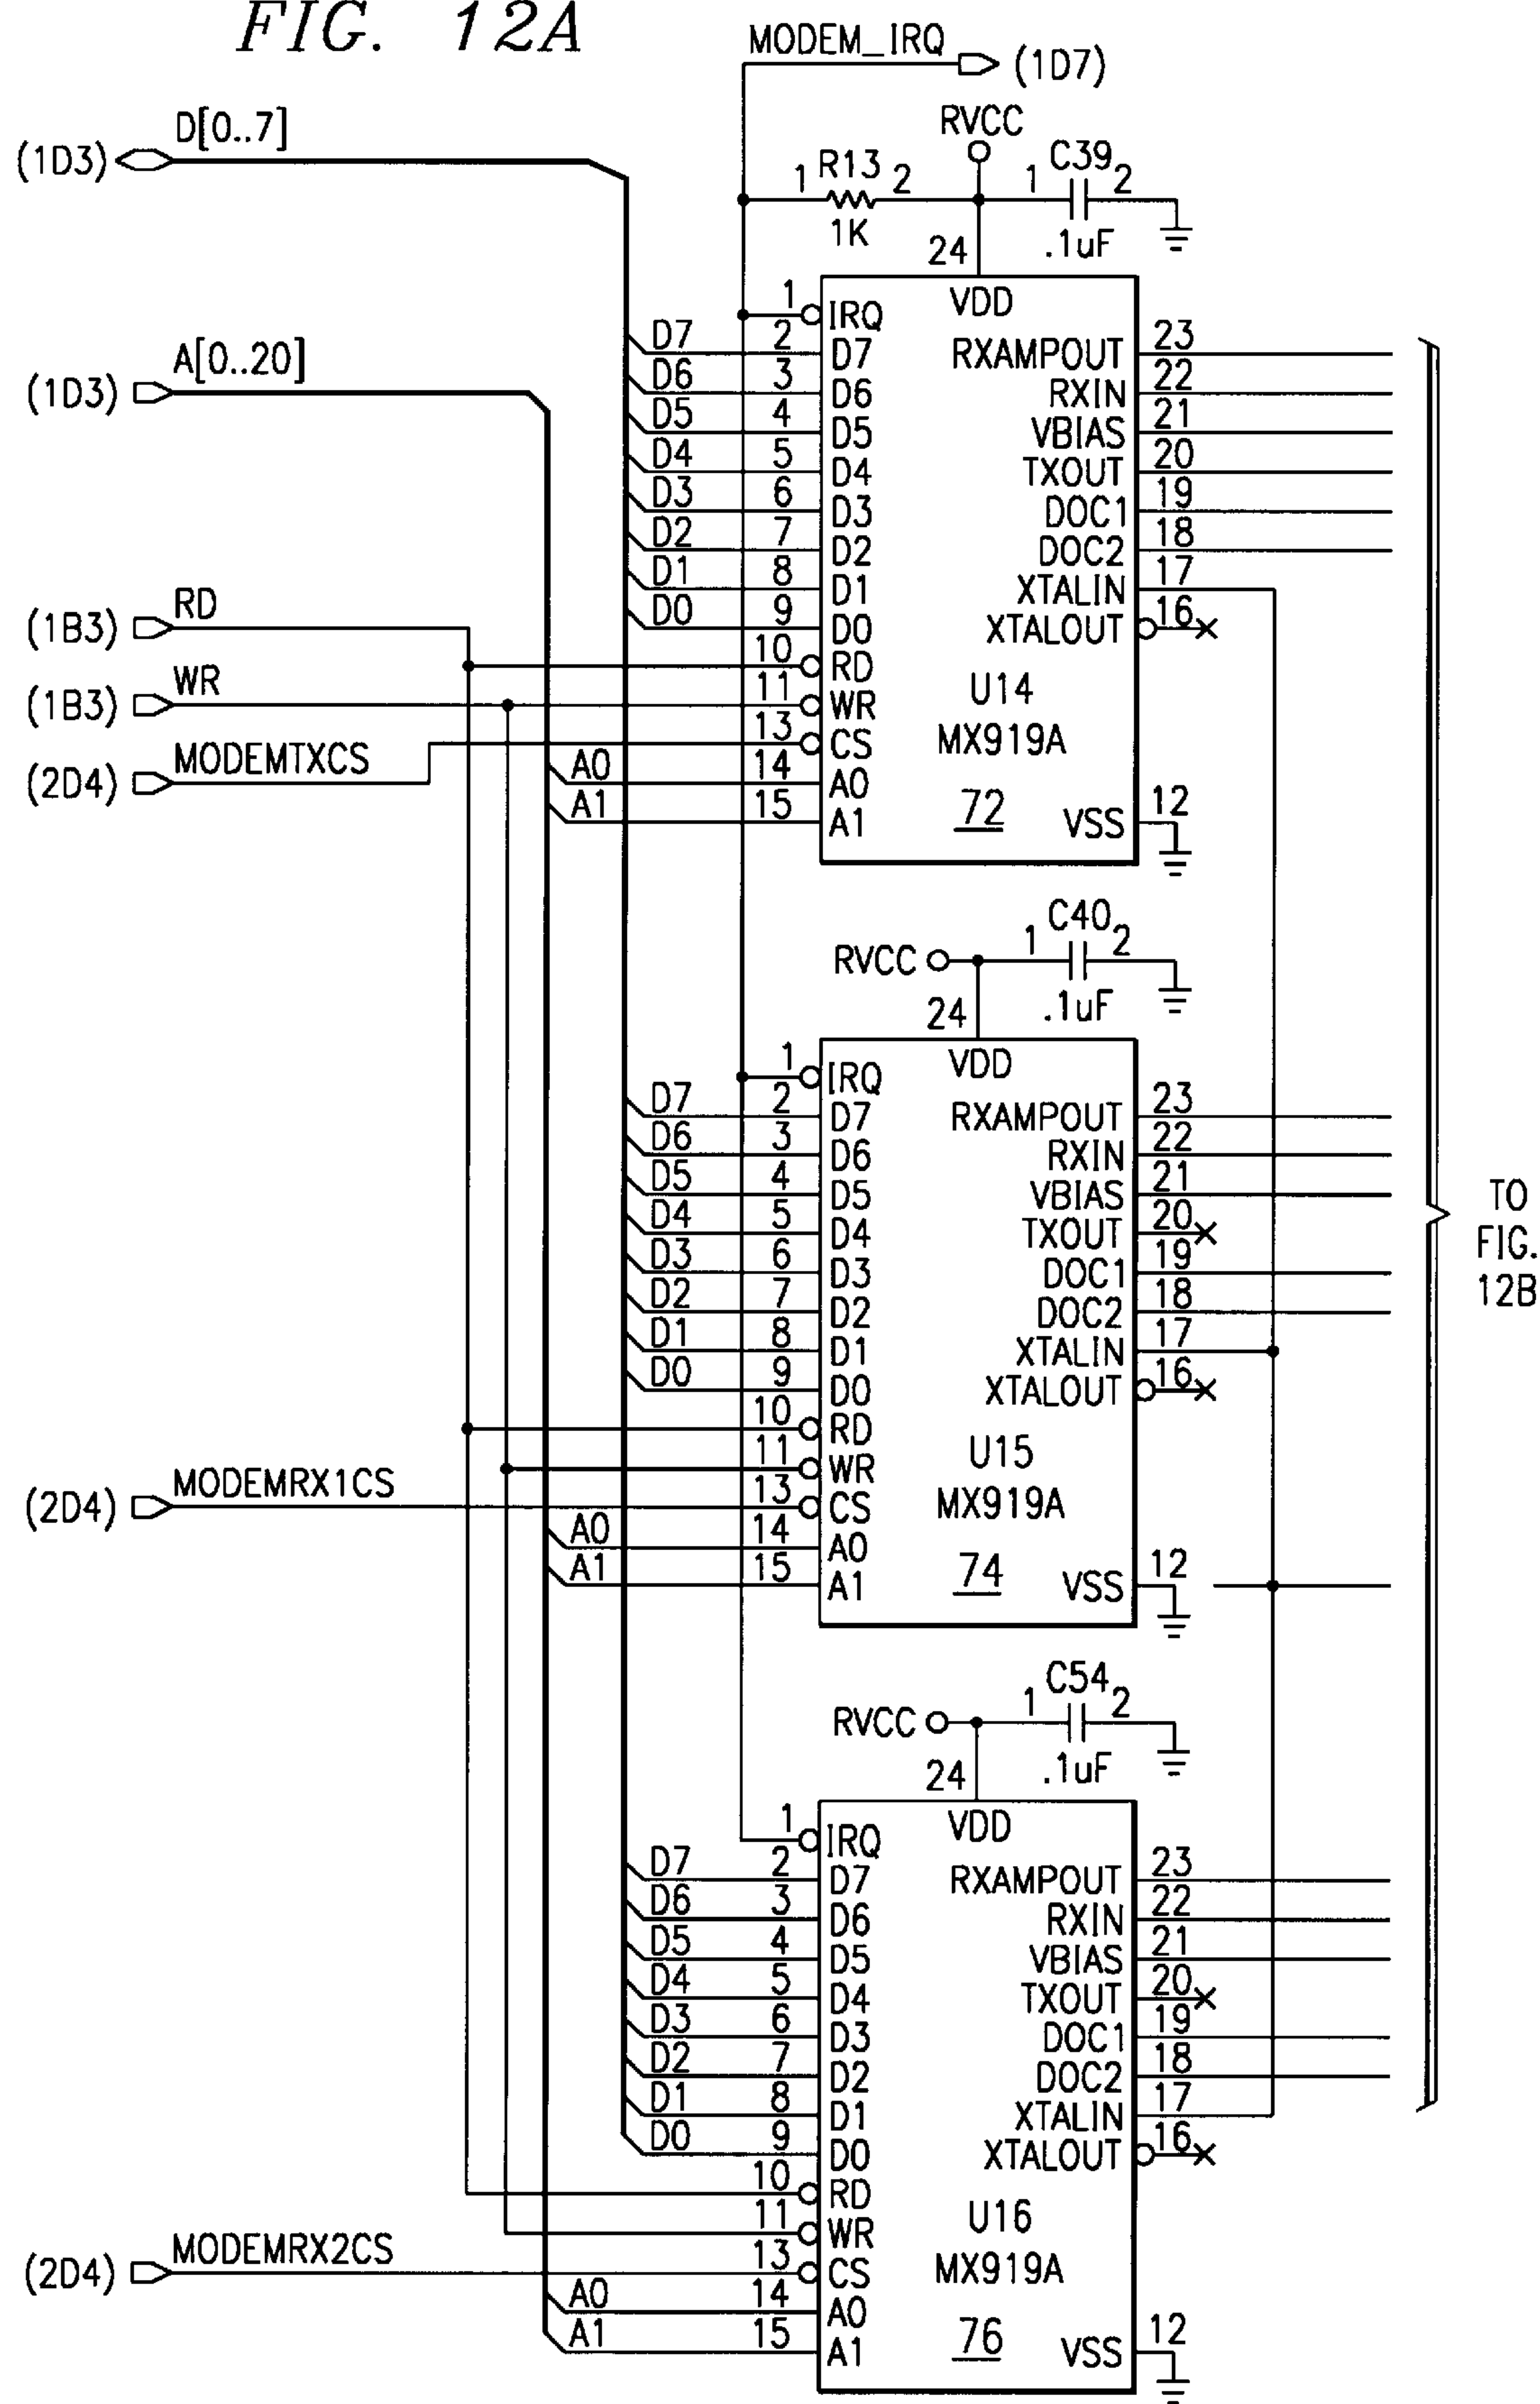 FIG. 12A
MODEM_IRQ (1D7)
D[0..7]
(1D3)
RVCC
1 R13 2
1K
1 C39 2
.1uF
24
VDD
A[0..20]
(1D3)
1 IRQ
D7 2 D7 RXAMPOUT 23
D6 3 D6 RXIN 22
D5 4 D5 VBIAS 21
D4 5 D4 TXOUT 20
D3 6 D3 DOC1 19
D2 7 D2 DOC2 18
D1 8 D1 XTALIN 17
D0 9 D0 XTALOUT 16
RD
(1B3)
10 RD
WR
(1B3)
11 WR
U14
MODEMTXCS
(2D4)
13 CS
MX919A
A0 14 A0
A1 15 A1
72
VSS 12
C40
RVCC 1 2
24 .1uF
VDD
1 IRQ
D7 2 D7 RXAMPOUT 23
D6 3 D6 RXIN 22
D5 4 D5 VBIAS 21
D4 5 D4 TXOUT 20
D3 6 D3 DOC1 19
D2 7 D2 DOC2 18
D1 8 D1 XTALIN 17
D0 9 D0 XTALOUT 16
TO
FIG.
12B
10 RD
11 WR
U15
MODEMRX1CS
(2D4)
13 CS
MX919A
A0 14 A0
A1 15 A1
74
VSS 12
C54
RVCC 1 2
24 .1uF
VDD
1 IRQ
D7 2 D7 RXAMPOUT 23
D6 3 D6 RXIN 22
D5 4 D5 VBIAS 21
D4 5 D4 TXOUT 20
D3 6 D3 DOC1 19
D2 7 D2 DOC2 18
D1 8 D1 XTALIN 17
D0 9 D0 XTALOUT 16
10 RD
11 WR
U16
MODEMRX2CS
(2D4)
13 CS
MX919A
A0 14 A0
A1 15 A1
76
VSS 12